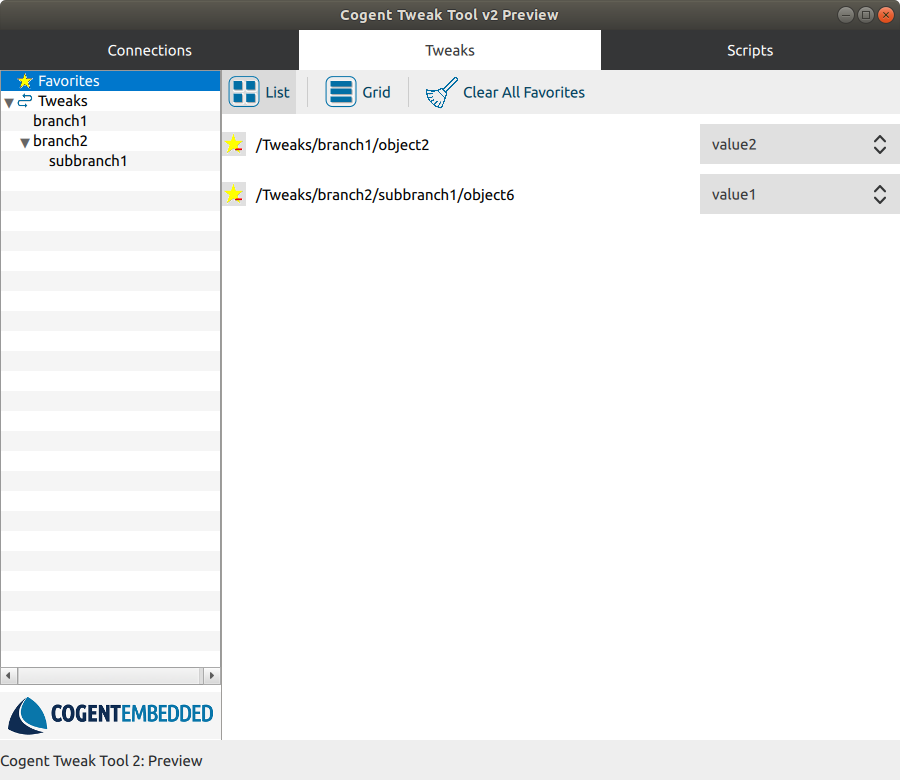 Cogent Tweak Tool v2 Preview
Connections Tweaks Scripts
Favorites
Tweaks
branch1
branch2
subbranch1
List Grid Clear All Favorites
/Tweaks/branch1/object2 value2
/Tweaks/branch2/subbranch1/object6 value1
COGENTEMBEDDED
Cogent Tweak Tool 2: Preview